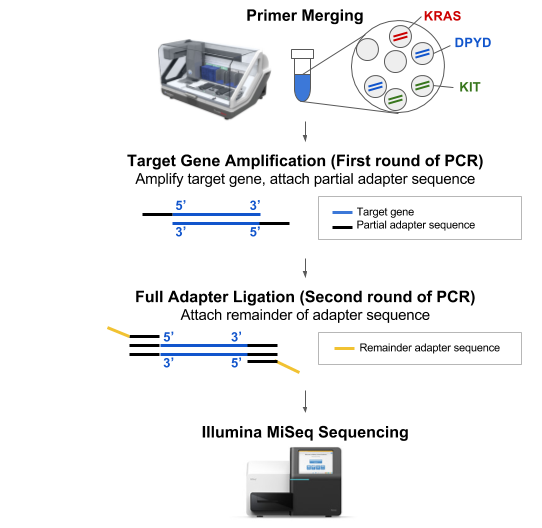 Primer Merging
KRAS
DPYD
KIT
Target Gene Amplification (First round of PCR)
Amplify target gene, attach partial adapter sequence
5’ 3’
3’ 5’
Target gene
Partial adapter sequence
Full Adapter Ligation (Second round of PCR)
Attach remainder of adapter sequence
5’ 3’
3’ 5’
Remainder adapter sequence
Illumina MiSeq Sequencing